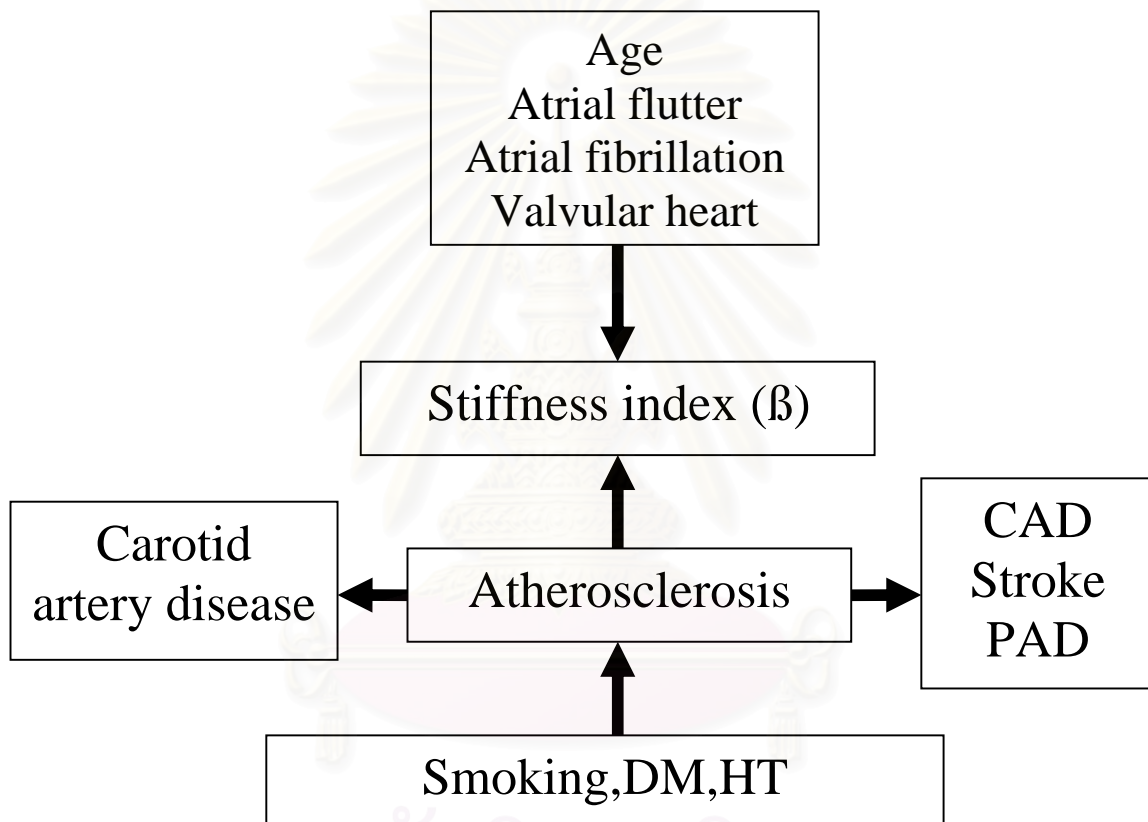 Age
Atrial flutter
Atrial fibrillation
Valvular heart
Stiffness index (ß)
Carotid
artery disease
Atherosclerosis
CAD
Stroke
PAD
Smoking,DM,HT